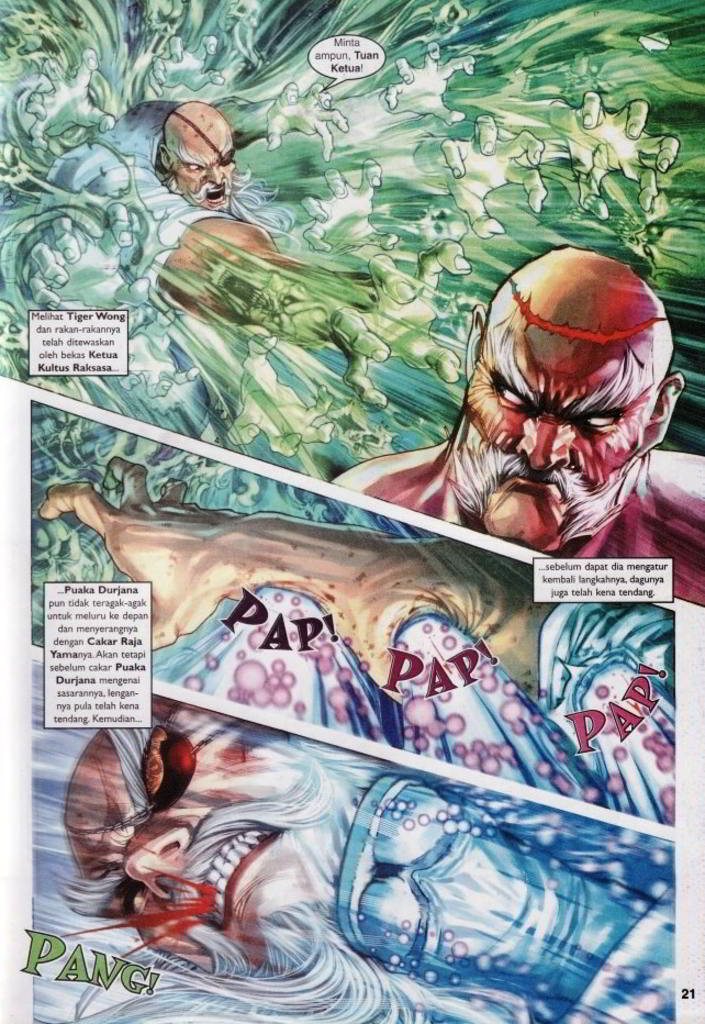 Minta
ampun, Tuan
Ketua!
Melihat Tiger Wong
dan rakan-rakannya
telah ditewaskan
oleh bekas Ketua
Kultus Raksasa...
...Puaka Durjana
pun tidak teragak-agak
untuk meluru ke depan
dan menyerangnya
dengan Cakar Raja
Yamanya. Akan tetapi
sebelum cakar Puaka
Durjana mengenai
sasarannya, lengan-
nya pula telah kena
tendang. Kemudian...
PAP!
PAP!
PAP!
...sebelum dapat dia mengatur
kembali langkahnya, dagunya
juga telah kena tendang.
PANG!
21